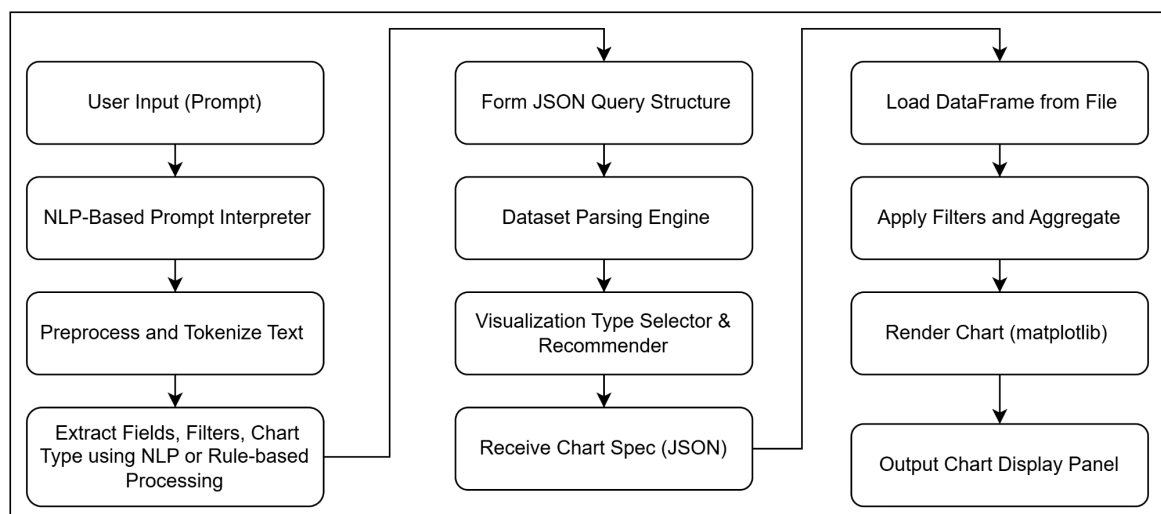 User Input (Prompt)
NLP-Based Prompt Interpreter
Preprocess and Tokenize Text
Extract Fields, Filters, Chart
Type using NLP or Rule-based
Processing
Form JSON Query Structure
Dataset Parsing Engine
Visualization Type Selector &
Recommender
Receive Chart Spec (JSON)
Load DataFrame from File
Apply Filters and Aggregate
Render Chart (matplotlib)
Output Chart Display Panel